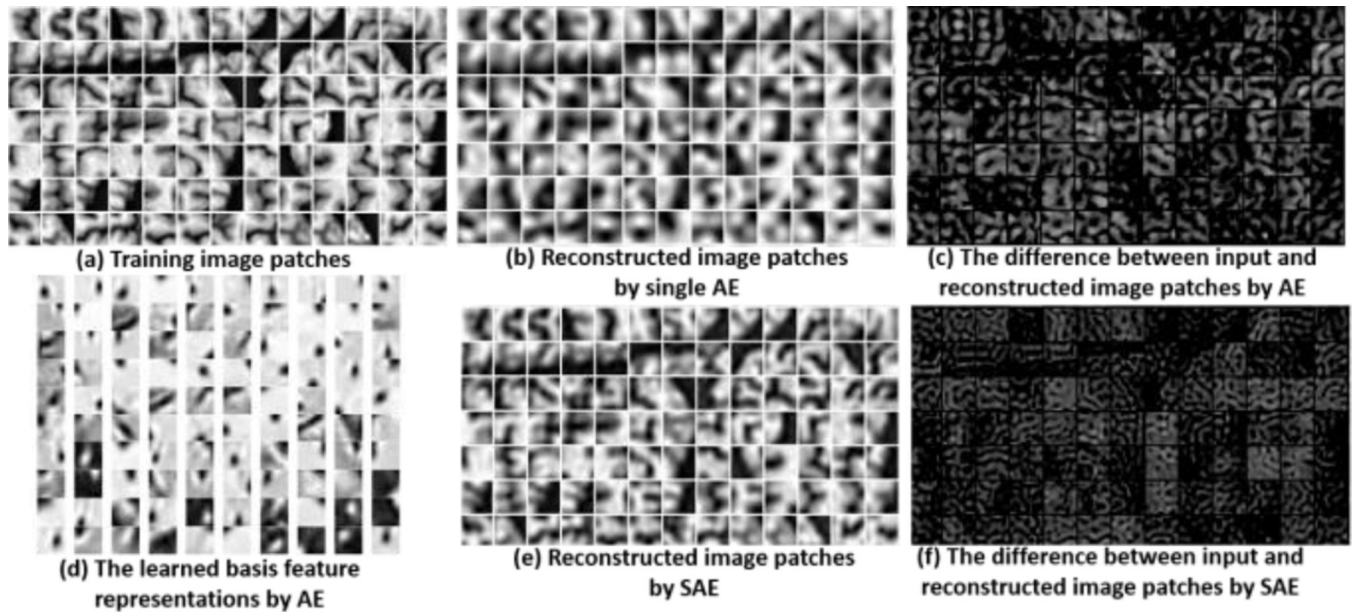 (a) Training image patches
(b) Reconstructed image patches
by single AE
(c) The difference between input and
reconstructed image patches by AE
(d) The learned basis feature
representations by AE
(e) Reconstructed image patches
by SAE
(f) The difference between input and
reconstructed image patches by SAE